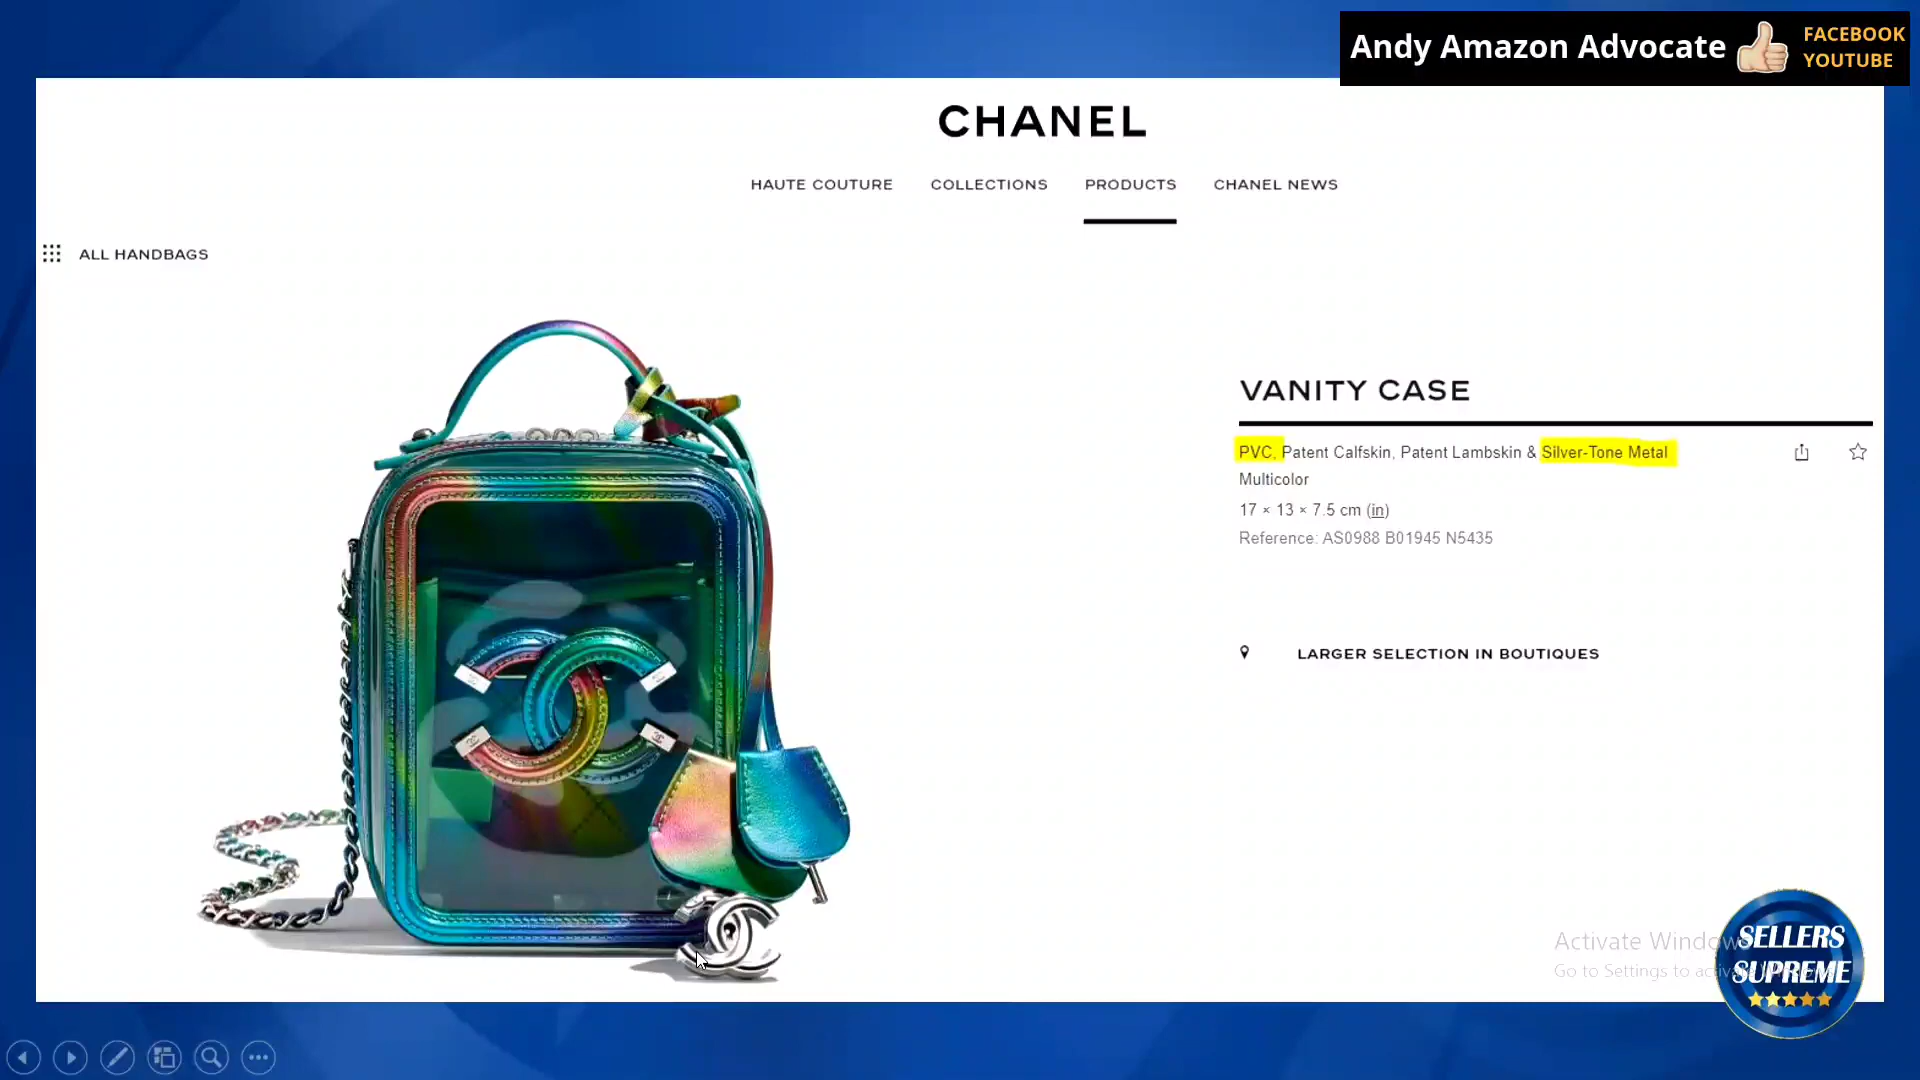 Andy Amazon Advocate
FACEBOOK
YOUTUBE
CHANEL
HAUTE COUTURE COLLECTIONS PRODUCTS CHANEL NEWS
ALL HANDBAGS
VANITY CASE
PVC, Patent Calfskin, Patent Lambskin & Silver-Tone Metal
Multicolor
17 × 13 × 7.5 cm (in)
Reference: AS0988 B01945 N5435
LARGER SELECTION IN BOUTIQUES
Activate Windows
Go to Settings to activate
SELLERS
SUPREME